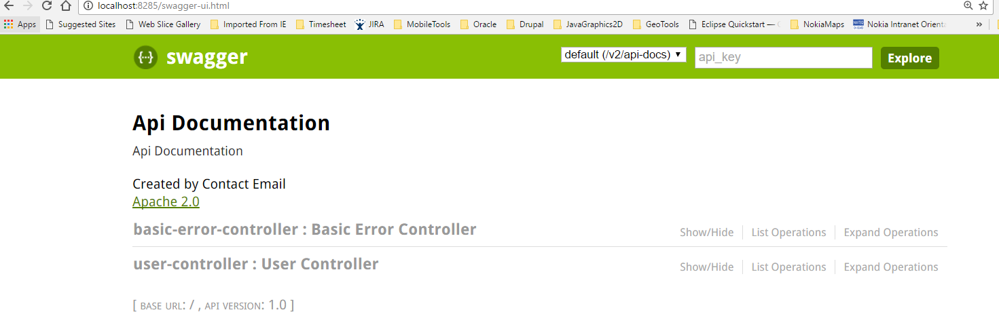 localhost:8285/swagger-ui.html
Apps Suggested Sites Web Slice Gallery Imported From IE Timesheet JIRA MobileTools Oracle Drupal JavaGraphics2D GeoTools Eclipse Quickstart — NokiaMaps Nokia Intranet Orienta »
{··} swagger default (/v2/api-docs) ▼ api_key Explore
Api Documentation
Api Documentation
Created by Contact Email
Apache 2.0
basic-error-controller : Basic Error Controller Show/Hide List Operations Expand Operations
user-controller : User Controller Show/Hide List Operations Expand Operations
[ BASE URL: / , API VERSION: 1.0 ]